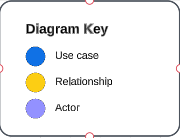 Diagram Key
Use case
Relationship
Actor